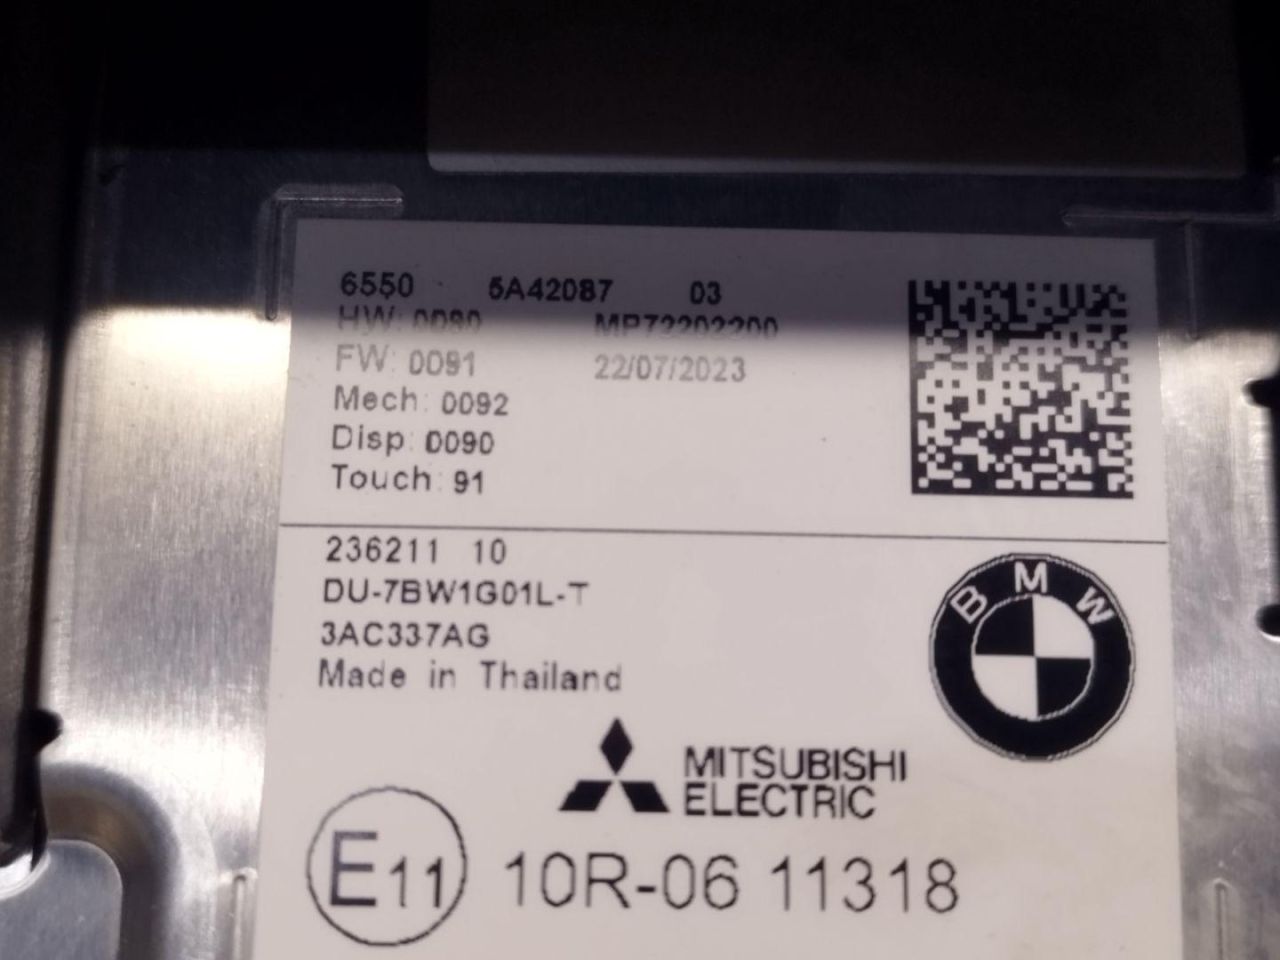 6550 5A42087 03
HW: 0090 MP72202200
FW: 0091 22/07/2023
Mech: 0092
Disp: 0090
Touch: 91
236211 10
DU-7BW1G01L-T
3AC337AG
Made in Thailand
BMW
MITSUBISHI
ELECTRIC
E11 10R-06 11318